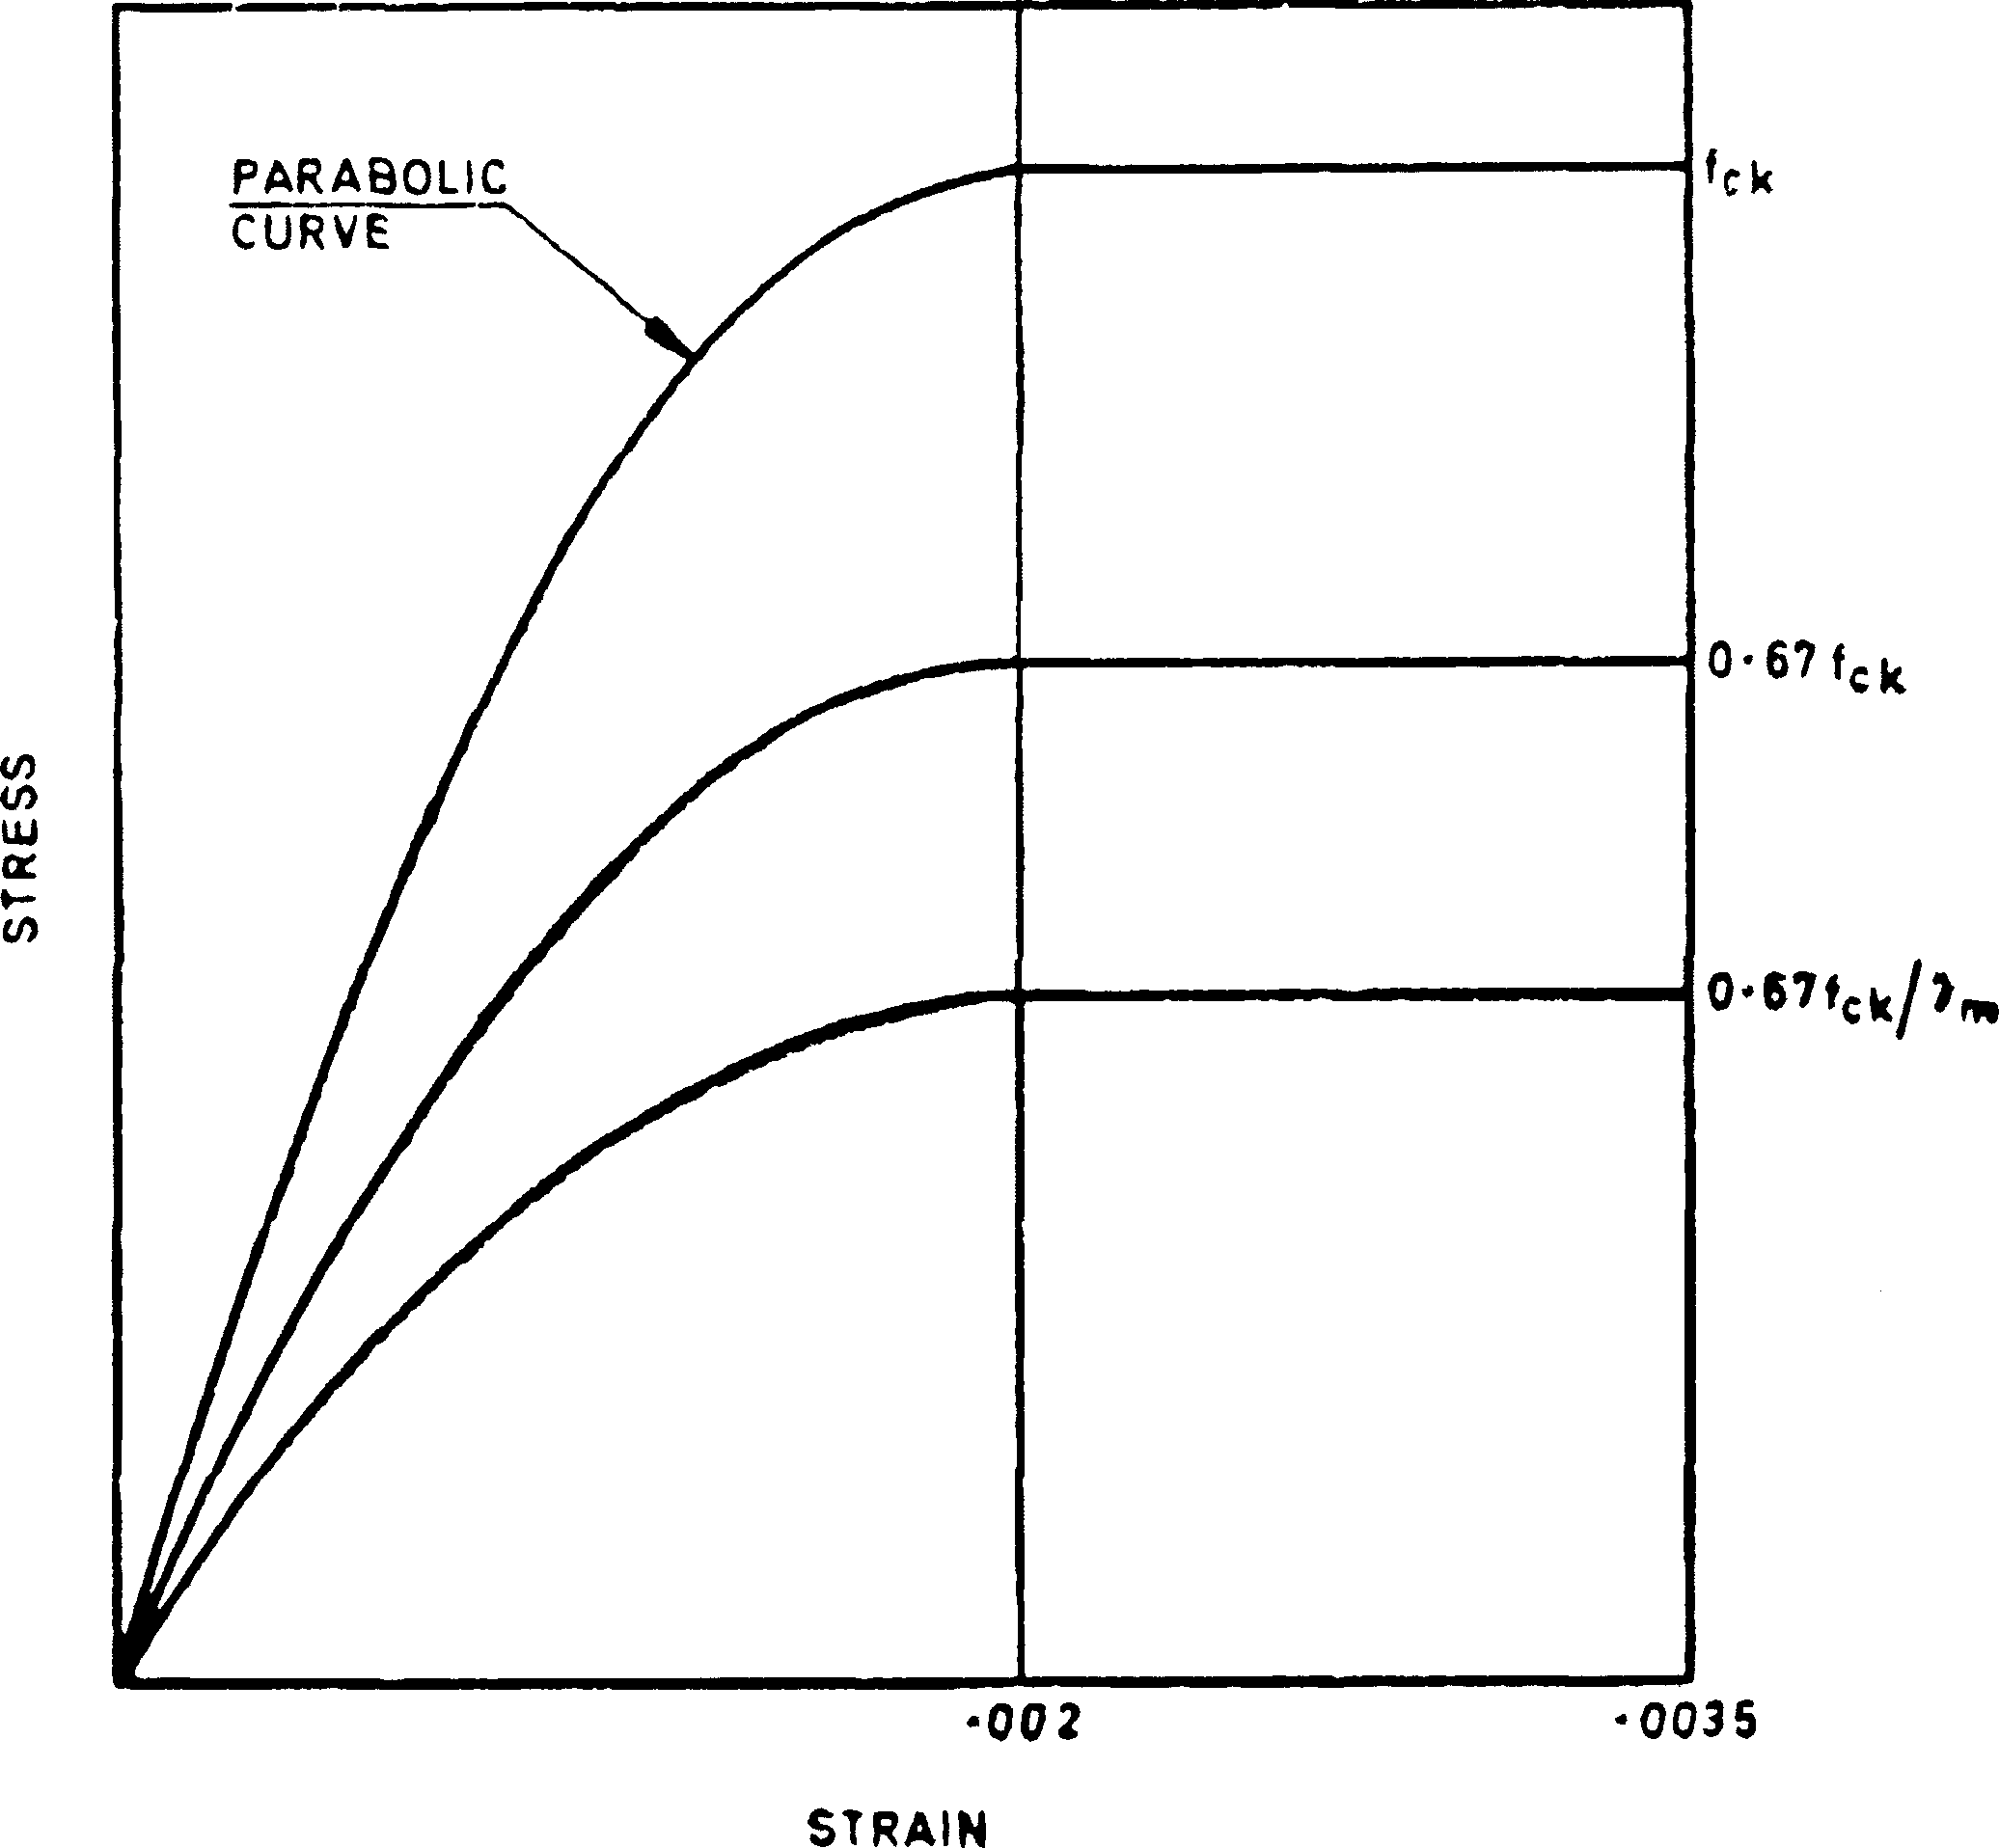 PARABOLIC
CURVE
fck
0·67 fck
0·67fck/γm
STRESS
·002
·0035
STRAIN